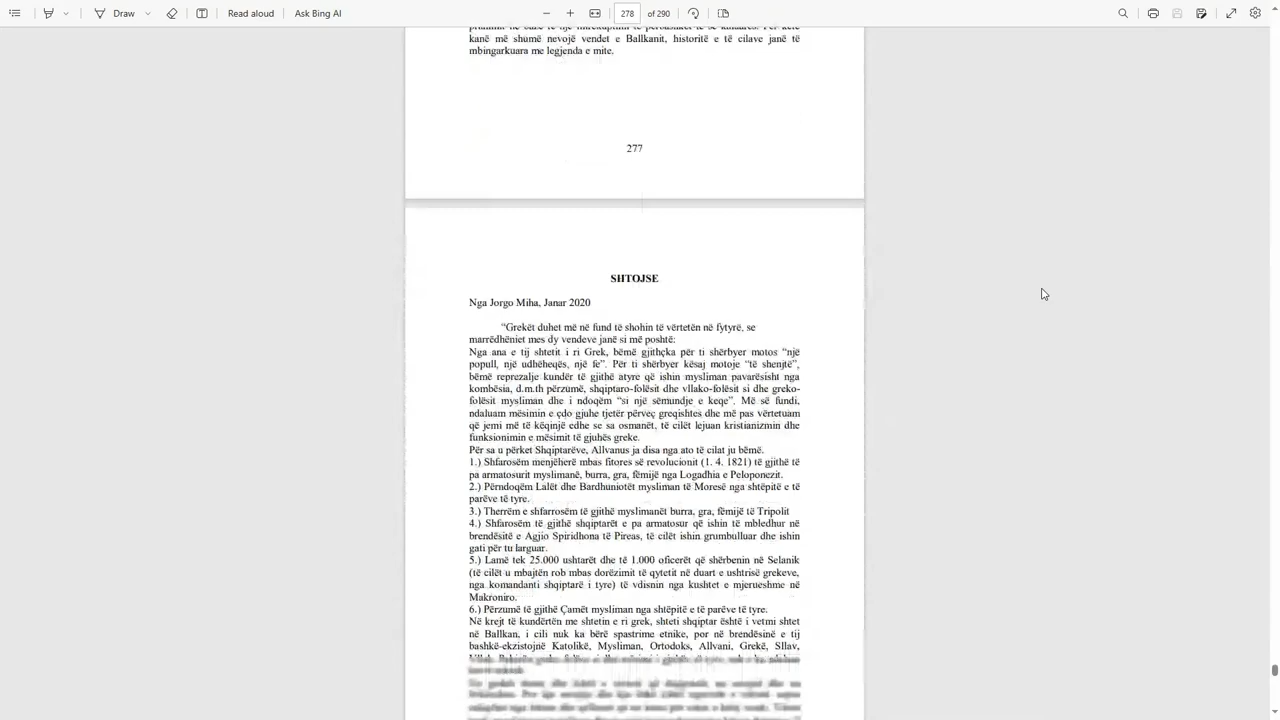 Draw
Read aloud
Ask Bing AI
278 of 290
kanë më shumë nevojë vendet e Ballkanit, historitë e të cilave janë të
mbingarkuara me legjenda e mite.
277
SHTOJSE
Nga Jorgo Miha, Janar 2020
“Grekët duhet më në fund të shohin të vërtetën në fytyrë, se
marrëdhëniet mes dy vendeve janë si më poshtë:
Nga ana e tij shtetit i ri Grek, bëmë gjithçka për ti shërbyer motos “një
popull, një udhëheqës, një fe”. Për ti shërbyer kësaj motoje “të shenjtë”,
bëmë reprezalje kundër të gjithë atyre që ishin mysliman pavarësisht nga
kombësia, d.m.th përzumë, shqiptaro-folësit dhe vllako-folësit si dhe greko-
folësit mysliman dhe i ndoqëm “si një sëmundje e keqe”. Më së fundi,
ndaluam mësimin e çdo gjuhe tjetër përveç greqishtes dhe më pas vërtetuam
që jemi më të këqinjë edhe se sa osmanët, të cilët lejuan kristianizmin dhe
funksionimin e mësimit të gjuhës greke.
Për sa u përket Shqiptarëve, Allvanus ja disa nga ato të cilat ju bëmë.
1.) Shfarosëm menjëherë mbas fitores së revolucionit (1. 4. 1821) të gjithë të
pa armatosurit myslimanë, burra, gra, fëmijë nga Logadhia e Peloponezit.
2.) Përndoqëm Lalët dhe Bardhuniotët mysliman të Moresë nga shtëpitë e të
parëve të tyre.
3.) Therrëm e shfarrosëm të gjithë myslimanët burra, gra, fëmijë të Tripolit
4.) Shfarosëm të gjithë shqiptarët e pa armatosur që ishin të mbledhur në
brendësitë e Agjio Spiridhona të Pireas, të cilët ishin grumbulluar dhe ishin
gati për tu larguar.
5.) Lamë tek 25.000 ushtarët dhe të 1.000 oficerët që shërbenin në Selanik
(të cilët u mbajtën rob mbas dorëzimit të qytetit në duart e ushtrisë grekeve,
nga komandanti shqiptarë i tyre) të vdisnin nga kushtet e mjerueshme në
Makroniro.
6.) Përzumë të gjithë Çamët mysliman nga shtëpitë e të parëve të tyre.
Në krejt të kundërtën me shtetin e ri grek, shteti shqiptar është i vetmi shtet
në Ballkan, i cili nuk ka bërë spastrime etnike, por në brendësinë e tij
bashkë-ekzistojnë Katolikë, Mysliman, Ortodoks, Allvani, Grekë, Sllav,